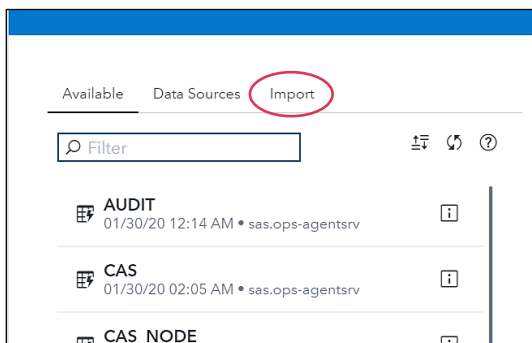 Available Data Sources Import
Filter
AUDIT
01/30/20 12:14 AM • sas.ops-agentsrv
CAS
01/30/20 02:05 AM • sas.ops-agentsrv
CAS_NODE